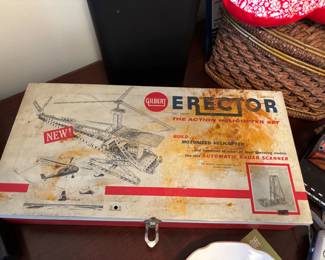 GILBERT
ERECTOR
THE ACTION HELICOPTER SET
NEW!
BUILD
MOTORIZED HELICOPTER
AUTOMATIC RADAR SCANNER